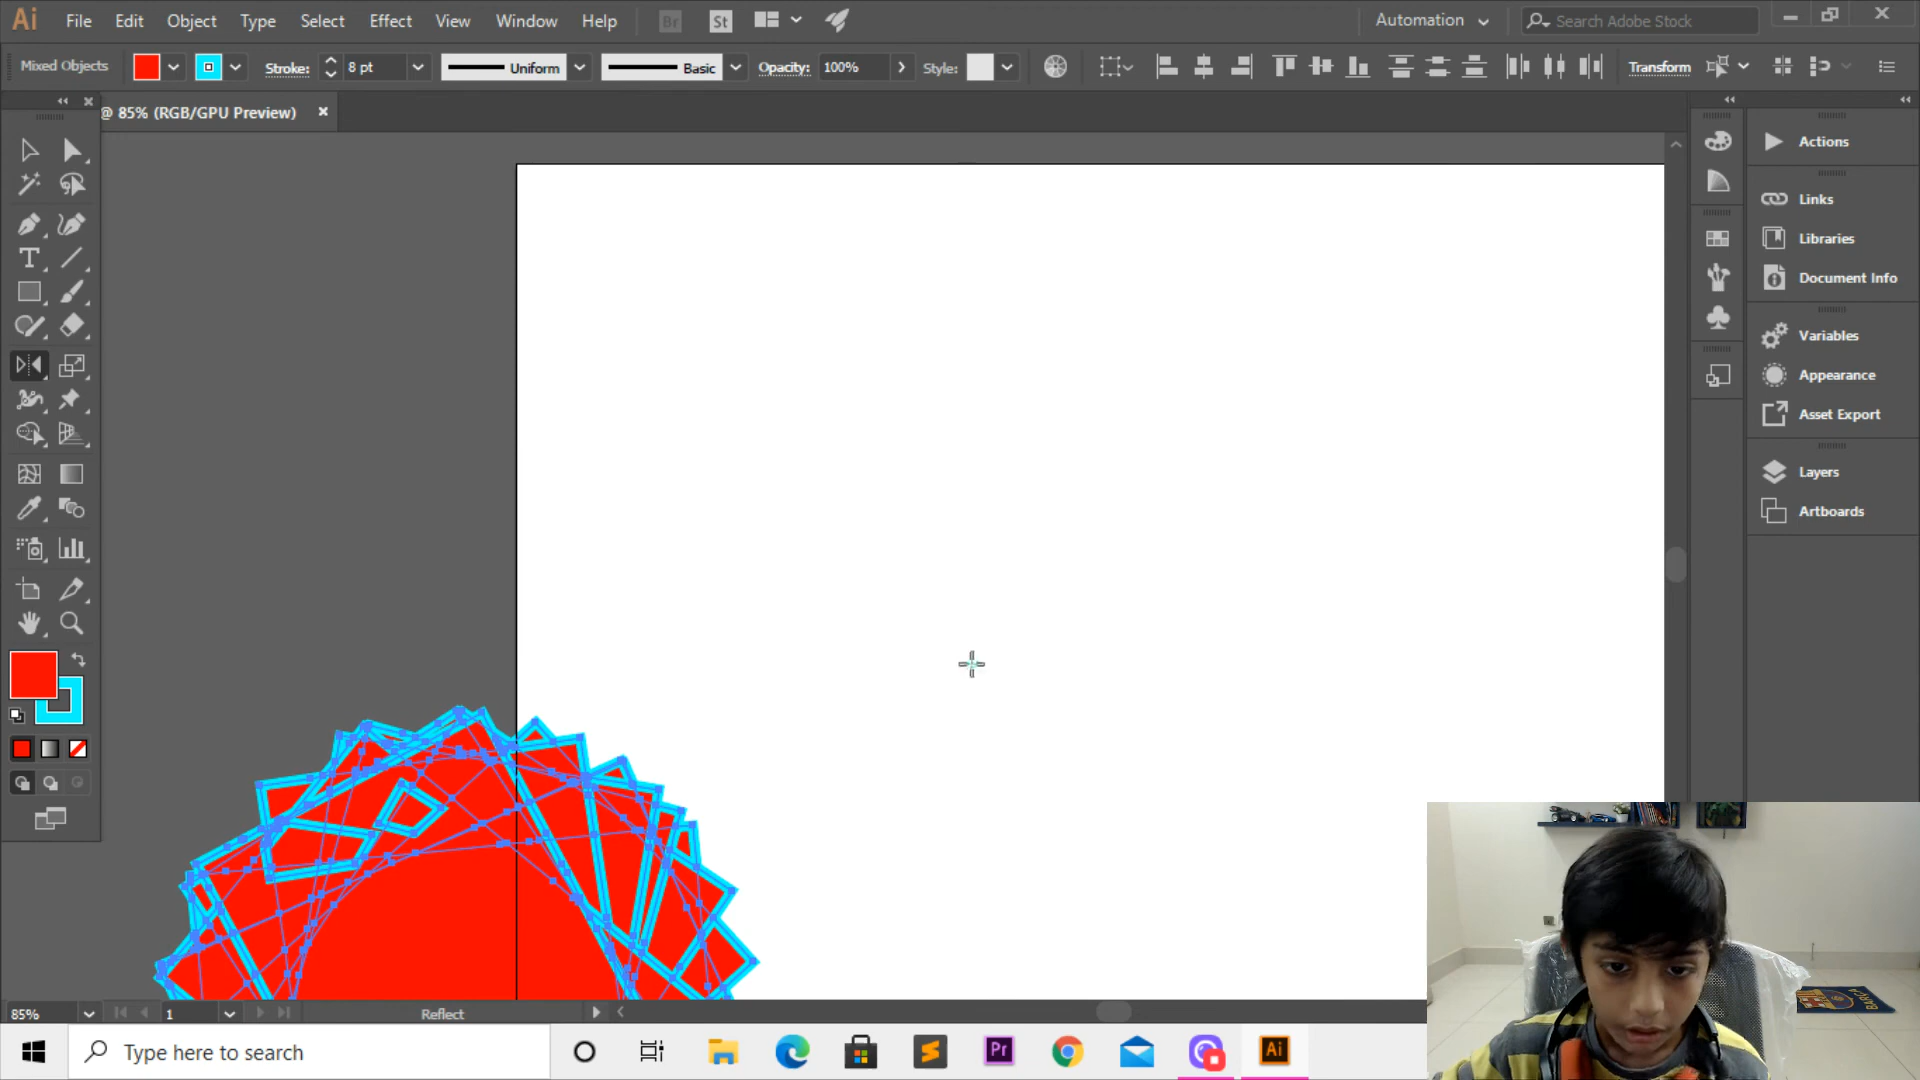 Ai File Edit Object Type Select Effect View Window Help Br St Automation Search Adobe Stock
Mixed Objects Stroke: 8 pt Uniform Basic Opacity: 100% Style: Transform
@ 85% (RGB/GPU Preview)
Actions
Links
Libraries
Document Info
Variables
Appearance
Asset Export
Layers
Artboards
85% 1 Reflect
Type here to search Pr Ai
BARÇA